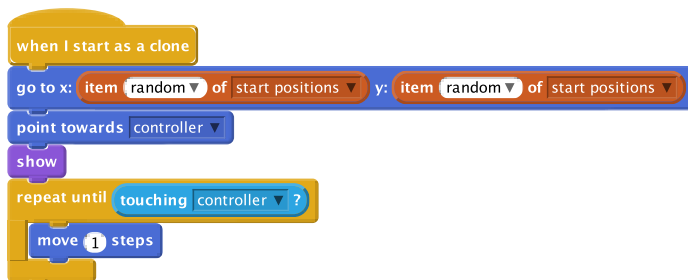 when I start as a clone
go to x: item random of start positions y: item random of start positions
point towards controller
show
repeat until touching controller ?
move 1 steps